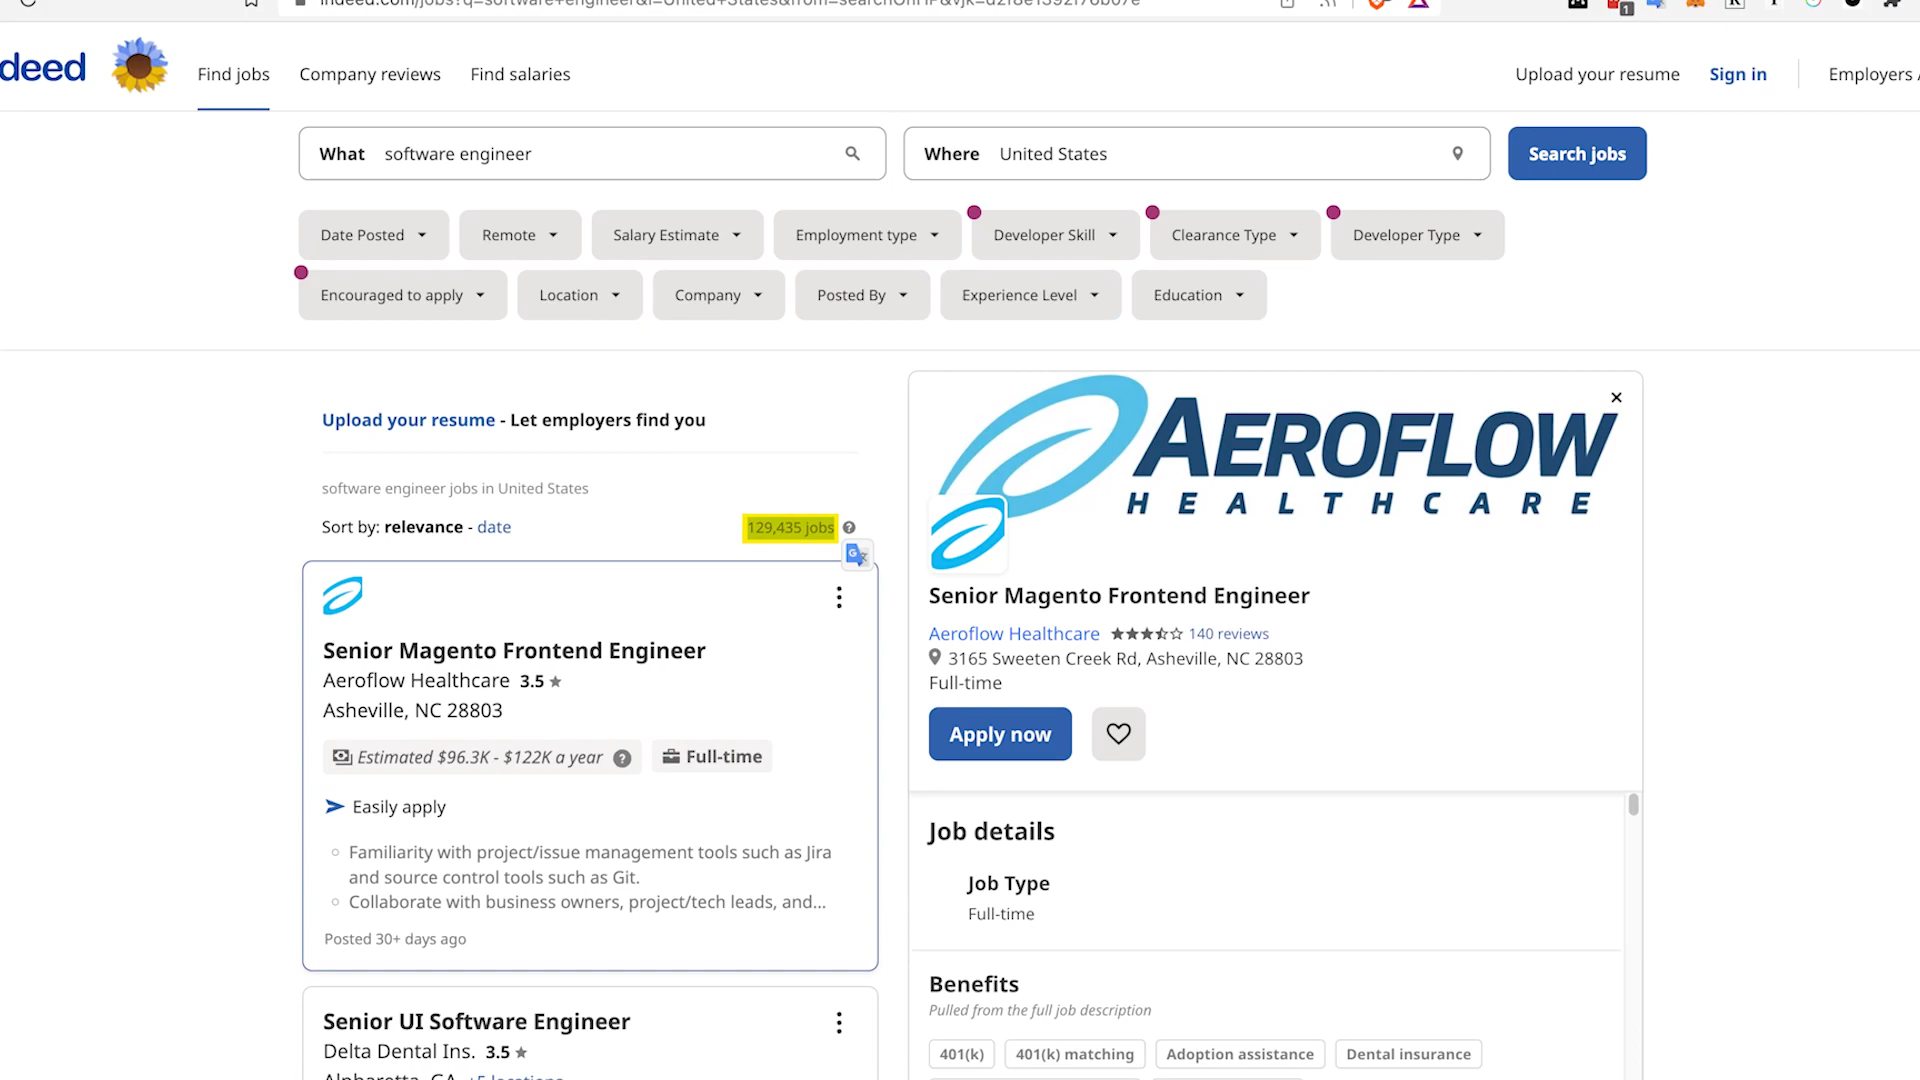 deed
Find jobs
Company reviews
Find salaries
Upload your resume
Sign in
Employers
What software engineer
Where United States
Search jobs
Date Posted
Remote
Salary Estimate
Employment type
Developer Skill
Clearance Type
Developer Type
Encouraged to apply
Location
Company
Posted By
Experience Level
Education
Upload your resume - Let employers find you
software engineer jobs in United States
Sort by: relevance - date
129,435 jobs
Senior Magento Frontend Engineer
Aeroflow Healthcare 3.5
Asheville, NC 28803
Estimated $96.3K - $122K a year
Full-time
Easily apply
Familiarity with project/issue management tools such as Jira
and source control tools such as Git.
Collaborate with business owners, project/tech leads, and...
Posted 30+ days ago
Senior UI Software Engineer
Delta Dental Ins. 3.5
Alpharetta, GA +5 locations
AEROFLOW
HEALTHCARE
Senior Magento Frontend Engineer
Aeroflow Healthcare 140 reviews
3165 Sweeten Creek Rd, Asheville, NC 28803
Full-time
Apply now
Job details
Job Type
Full-time
Benefits
Pulled from the full job description
401(k)
401(k) matching
Adoption assistance
Dental insurance